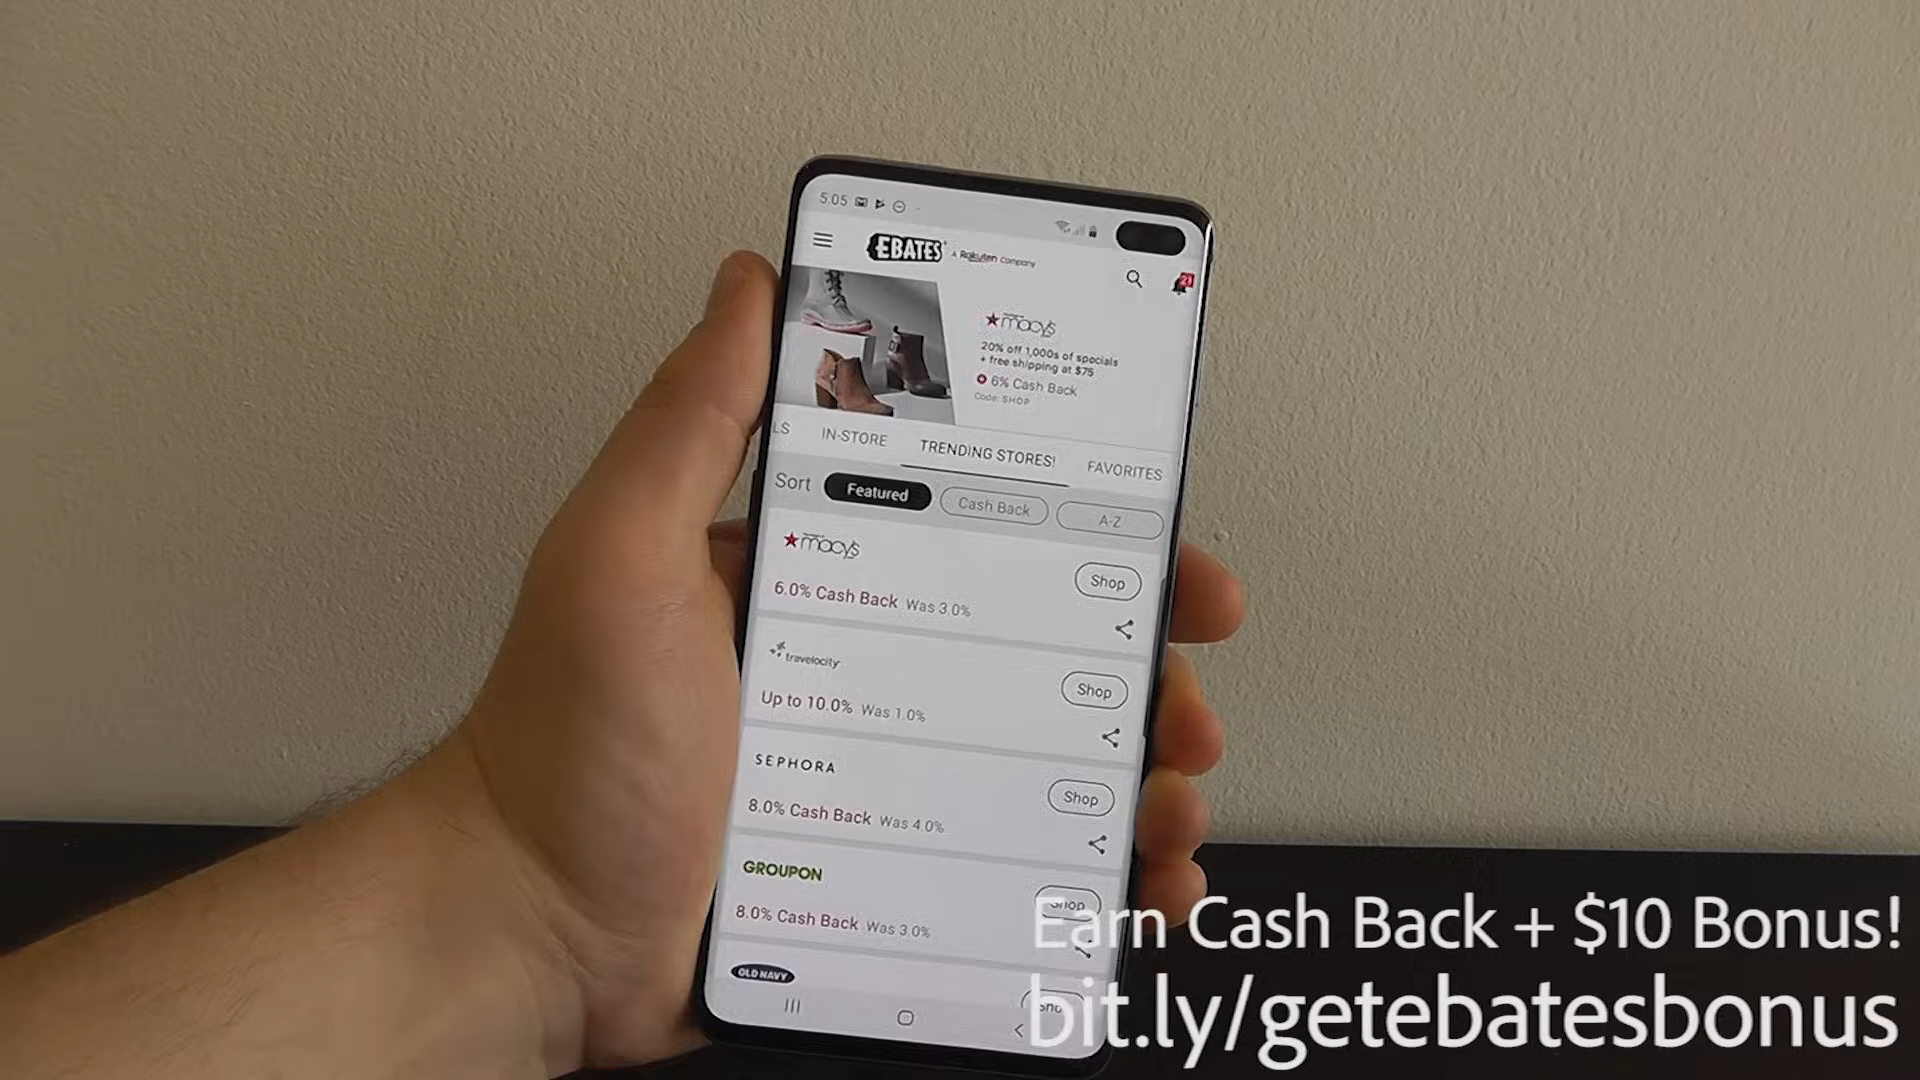 5:05
EBATES A Rakuten Company
21
macy's
20% off 1,000s of specials
+ free shipping at $75
6% Cash Back
Code: SHOP
LS IN-STORE TRENDING STORES! FAVORITES
Sort Featured Cash Back A-Z
macy's
Shop
6.0% Cash Back Was 3.0%
travelocity
Shop
Up to 10.0% Was 1.0%
SEPHORA
Shop
8.0% Cash Back Was 4.0%
GROUPON
Shop
8.0% Cash Back Was 3.0%
OLD NAVY
Earn Cash Back + $10 Bonus!
bit.ly/getebatesbonus